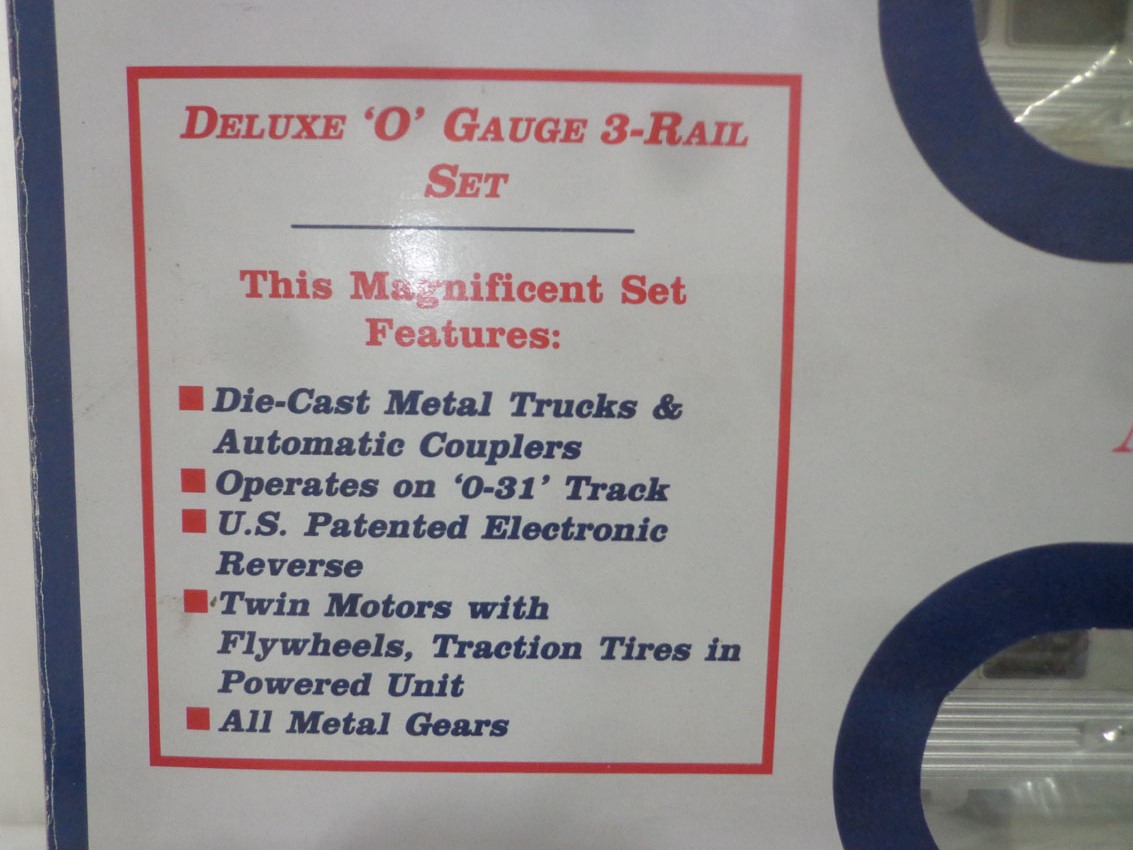 DELUXE ‘O’ GAUGE 3-RAIL
SET
This Magnificent Set
Features:
Die-Cast Metal Trucks &
Automatic Couplers
Operates on ‘0-31’ Track
U.S. Patented Electronic
Reverse
Twin Motors with
Flywheels, Traction Tires in
Powered Unit
All Metal Gears